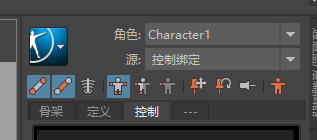 角色: Character1
源: 控制绑定
骨架 定义 控制 ---